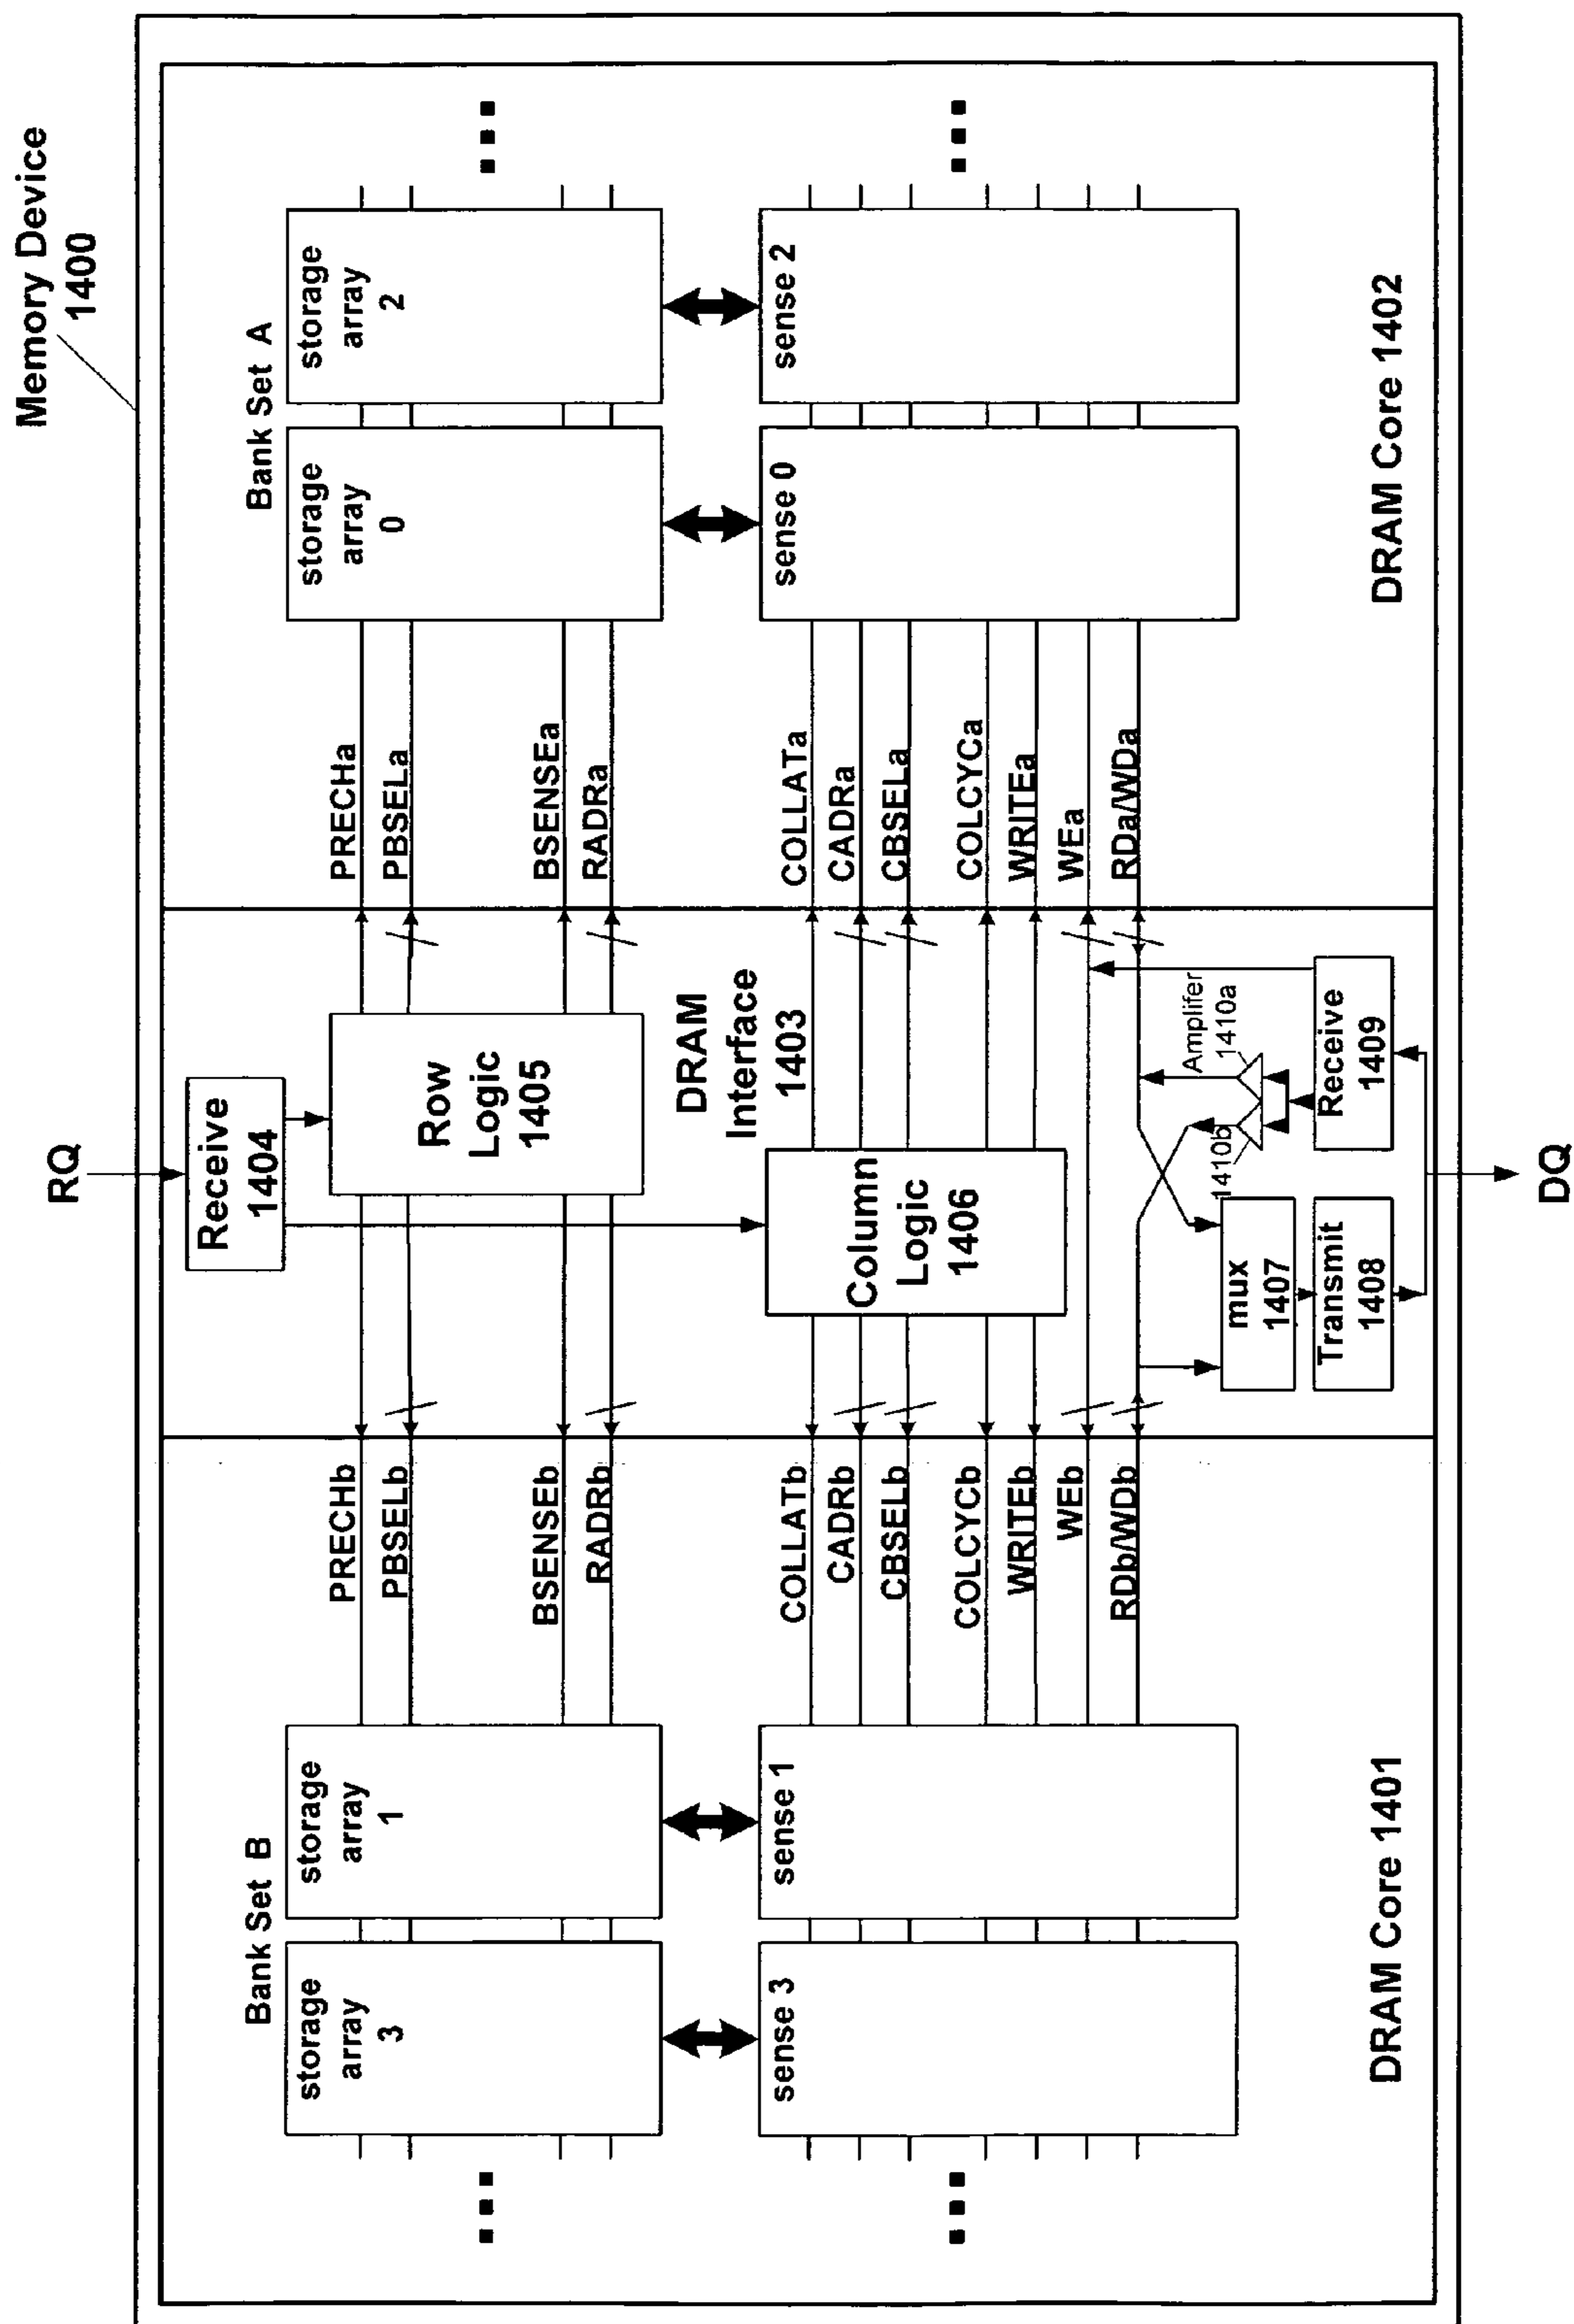 Memory Device
1400
RQ
Receive
1404
Row
Logic
1405
DRAM
Interface
1403
Column
Logic
1406
mux
1407
Transmit
1408
Receive
1409
Amplifer
1410a
1410b
DQ
Bank Set B
storage
array
3
storage
array
1
sense 3
sense 1
PRECHb
PBSELb
BSENSEb
RADRb
COLLATb
CADRb
CBSELb
COLCYCb
WRITEb
WEb
RDb/WDb
DRAM Core 1401
Bank Set A
storage
array
0
storage
array
2
sense 0
sense 2
PRECHa
PBSELa
BSENSEa
RADRa
COLLATa
CADRa
CBSELa
COLCYCa
WRITEa
WEa
RDa/WDa
DRAM Core 1402